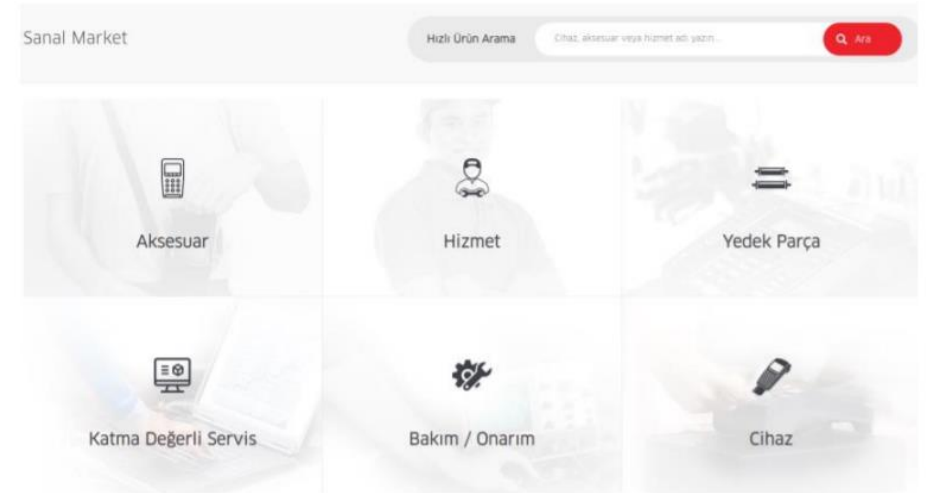 Sanal Market
Hızlı Ürün Arama
Cihaz, aksesuar veya hizmet adı yazın...
Ara
Aksesuar
Hizmet
Yedek Parça
Katma Değerli Servis
Bakım / Onarım
Cihaz